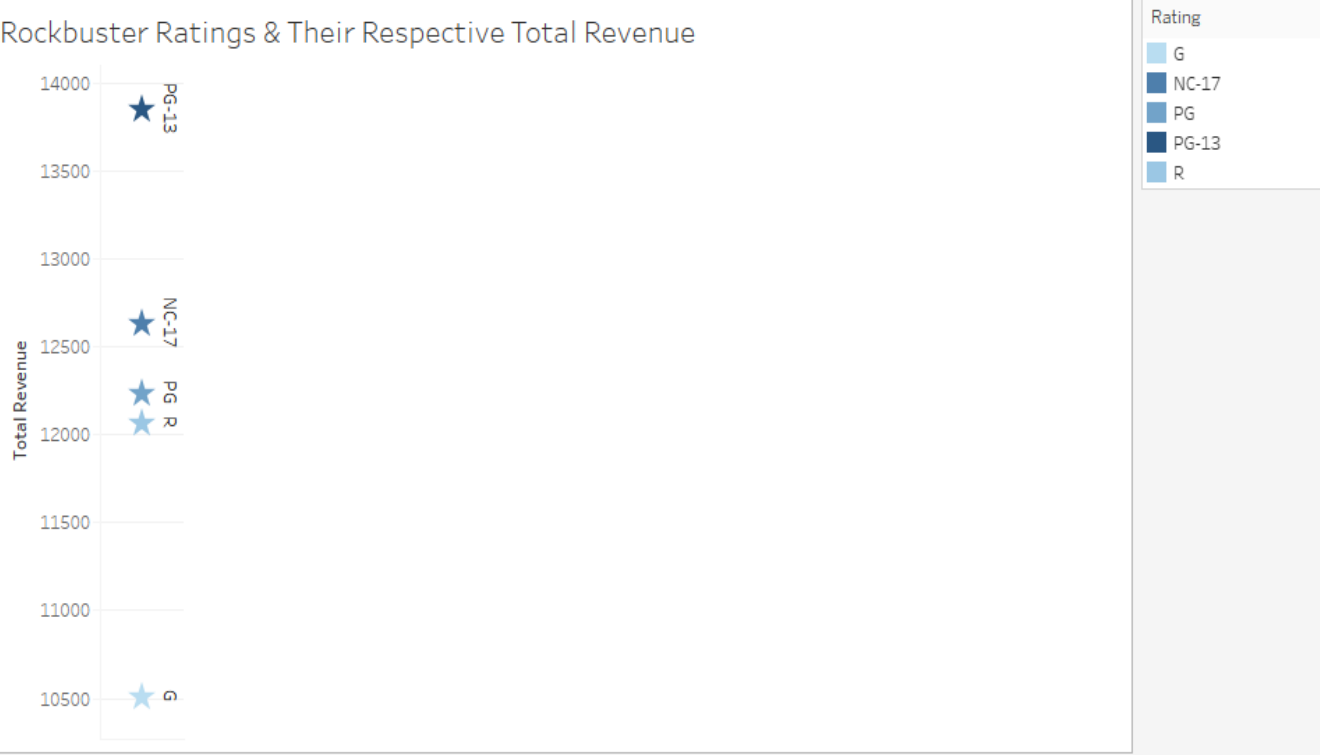 Rockbuster Ratings & Their Respective Total Revenue
Total Revenue
14000
13500
13000
12500
12000
11500
11000
10500
PG-13
NC-17
PG
R
G
Rating
G
NC-17
PG
PG-13
R